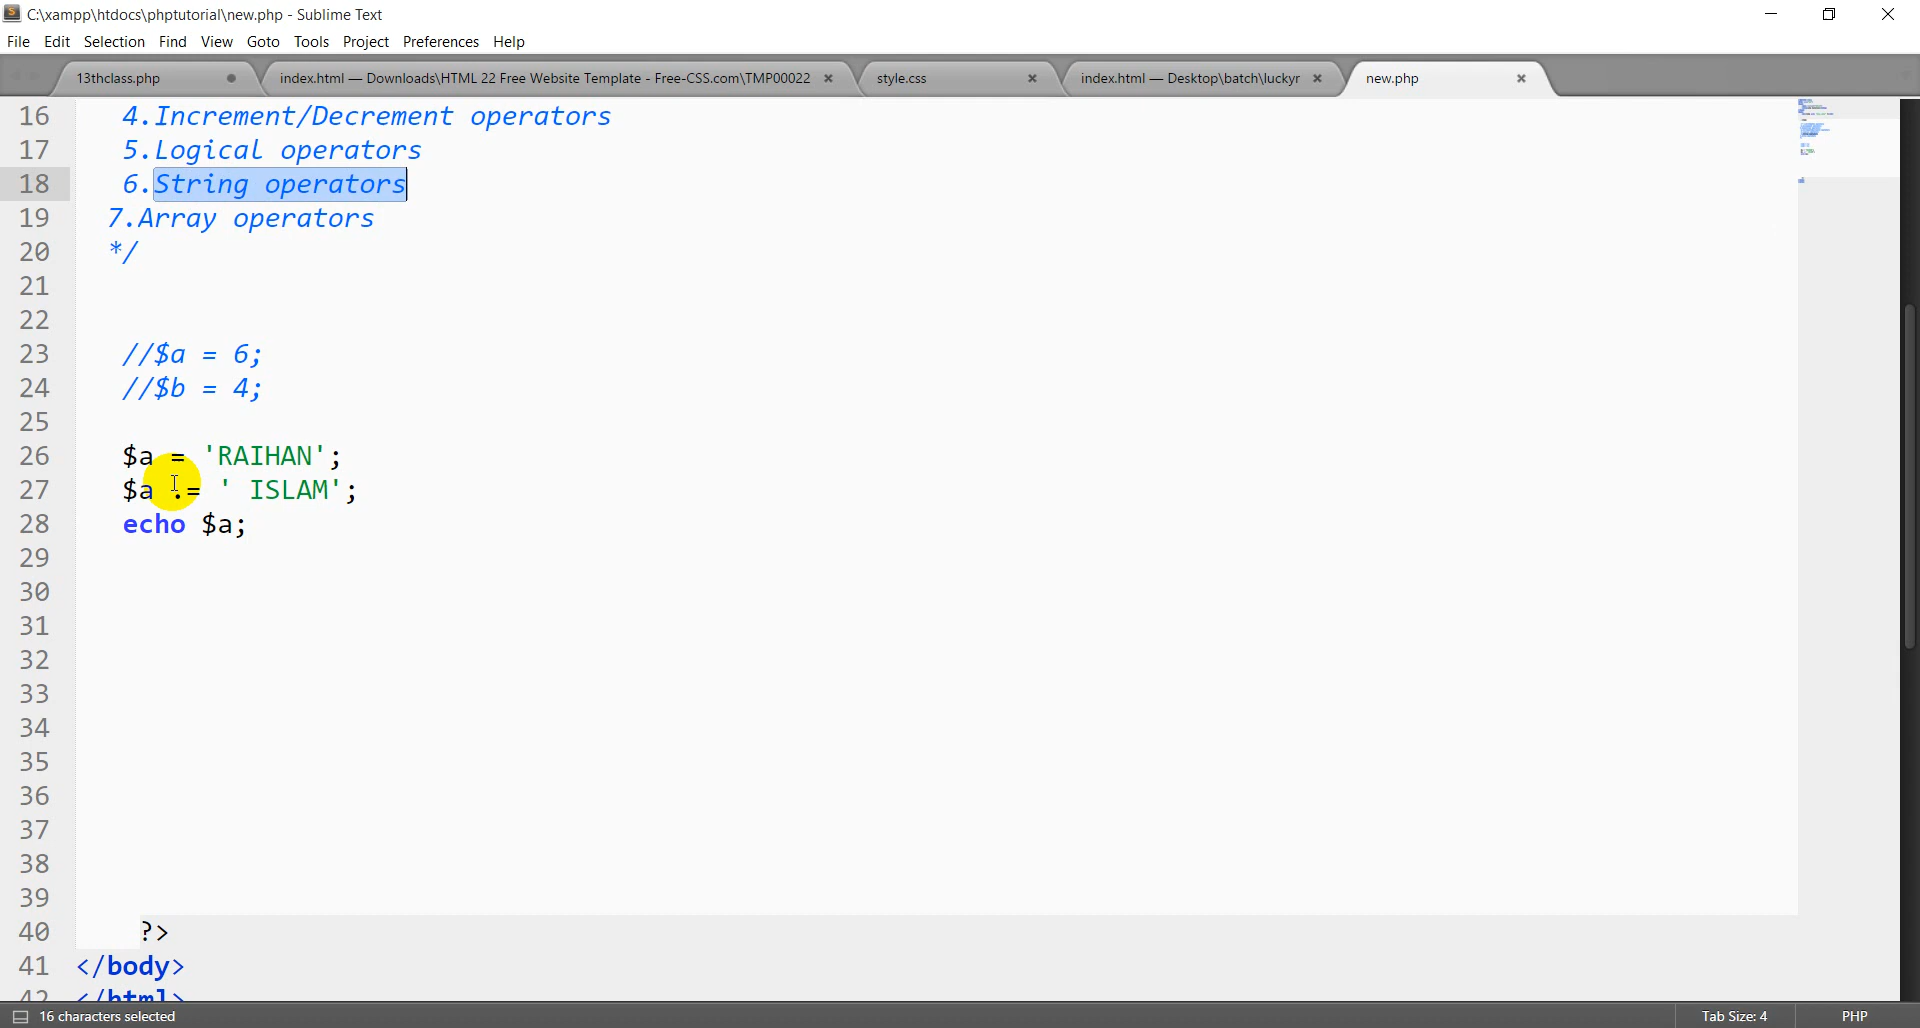 C:\xampp\htdocs\phptutorial\new.php - Sublime Text
File Edit Selection Find View Goto Tools Project Preferences Help
13thclass.php index.html — Downloads\HTML 22 Free Website Template - Free-CSS.com\TMP00022 style.css index.html — Desktop\batch\luckyr new.php
16 4.Increment/Decrement operators
17 5.Logical operators
18 6.String operators
19 7.Array operators
20 */
21
22
23 //$a = 6;
24 //$b = 4;
25
26 $a = 'RAIHAN';
27 $a .= ' ISLAM';
28 echo $a;
29
30
31
32
33
34
35
36
37
38
39
40 ?>
41 </body>
42 </html>
16 characters selected Tab Size: 4 PHP